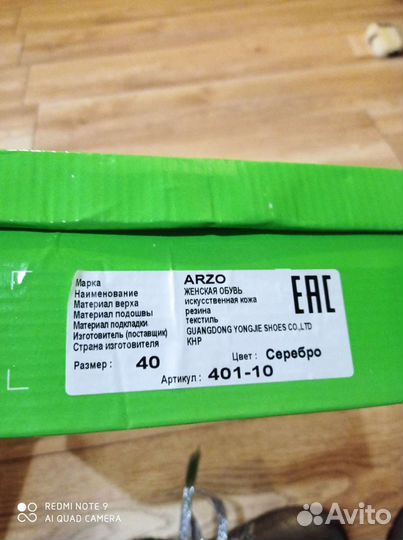 Марка ARZO
Наименование ЖЕНСКАЯ ОБУВЬ
Материал верха искусственная кожа
Материал подошвы резина
Материал подкладки текстиль
Изготовитель (поставщик) GUANGDONG YONGJIE SHOES CO.,LTD
Страна изготовителя КНР
EAC
Размер : 40 Цвет : Серебро
Артикул : 401-10
REDMI NOTE 9
AI QUAD CAMERA
Avito